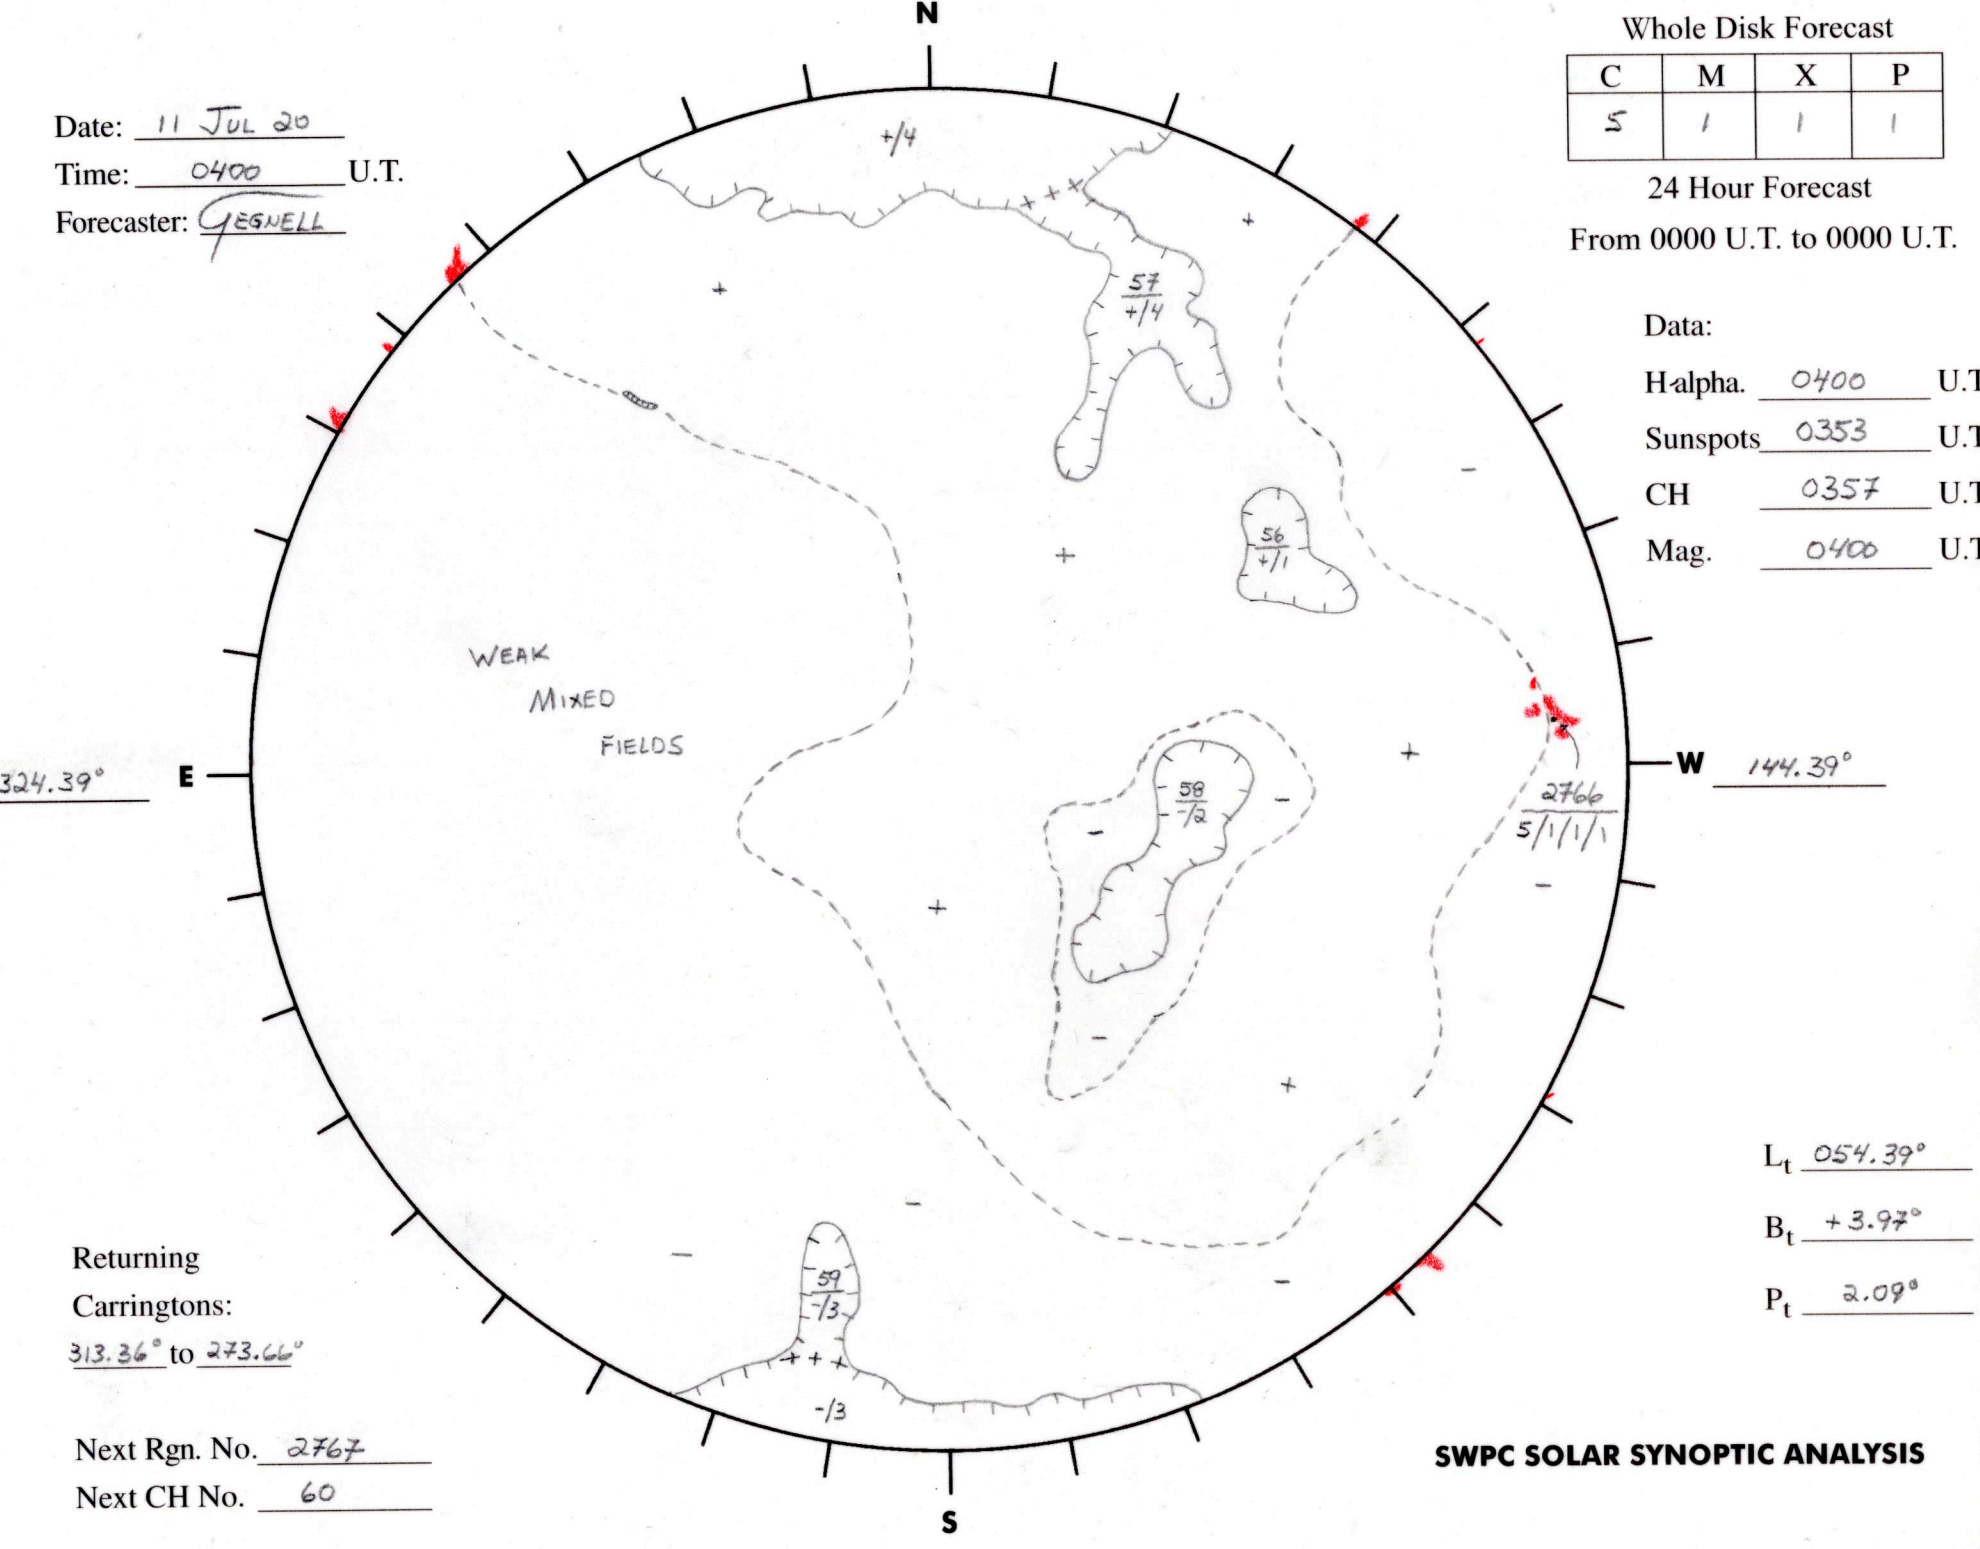 N
Whole Disk Forecast
C M X P
5 1 1 1
24 Hour Forecast
From 0000 U.T. to 0000 U.T.
Date: 11 JUL 20
Time: 0400 U.T.
Forecaster: GEGNELL
+/4
57
+/4
Data:
H-alpha. 0400 U.T
Sunspots 0353 U.T
CH 0357 U.T
Mag. 0400 U.T
56
+/1
WEAK
MIXED
FIELDS
324.39° E
W 144.39°
58
-/2
2766
5/1/1/1
Lt 054.39°
Bt +3.97°
Pt 2.09°
59
-/3
-/3
Returning
Carringtons:
313.36° to 273.66°
Next Rgn. No. 2767
Next CH No. 60
SWPC SOLAR SYNOPTIC ANALYSIS
S